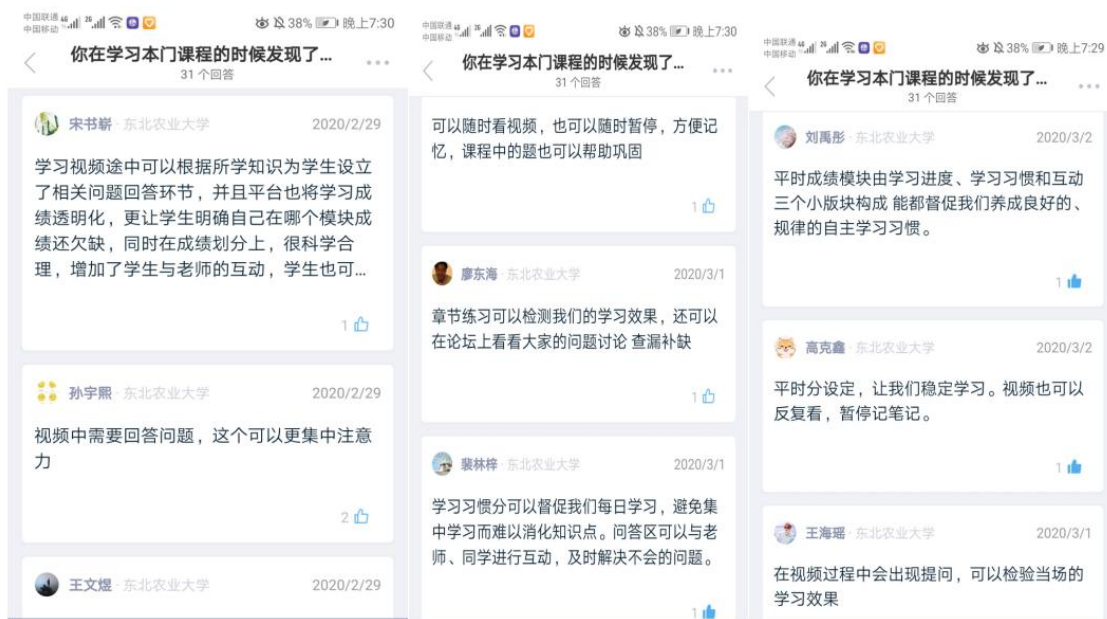 中国联通
中国移动
38%
晚上7:30
你在学习本门课程的时候发现了...
31 个回答
宋书崭 · 东北农业大学
2020/2/29
学习视频途中可以根据所学知识为学生设立
了相关问题回答环节，并且平台也将学习成
绩透明化，更让学生明确自己在哪个模块成
绩还欠缺，同时在成绩划分上，很科学合
理，增加了学生与老师的互动，学生也可...
1
孙宇熙 · 东北农业大学
2020/2/29
视频中需要回答问题，这个可以更集中注意
力
2
王文煜 · 东北农业大学
2020/2/29
中国联通
中国移动
38%
晚上7:30
你在学习本门课程的时候发现了...
31 个回答
可以随时看视频，也可以随时暂停，方便记
忆，课程中的题也可以帮助巩固
1
廖东海 · 东北农业大学
2020/3/1
章节练习可以检测我们的学习效果，还可以
在论坛上看看大家的问题讨论 查漏补缺
1
裴林梓 · 东北农业大学
2020/3/1
学习习惯分可以督促我们每日学习，避免集
中学习而难以消化知识点。问答区可以与老
师、同学进行互动，及时解决不会的问题。
1
中国联通
中国移动
38%
晚上7:29
你在学习本门课程的时候发现了...
31 个回答
刘禹彤 · 东北农业大学
2020/3/2
平时成绩模块由学习进度、学习习惯和互动
三个小版块构成 能都督促我们养成良好的、
规律的自主学习习惯。
1
高克鑫 · 东北农业大学
2020/3/2
平时分设定，让我们稳定学习。视频也可以
反复看，暂停记笔记。
1
王海瑶 · 东北农业大学
2020/3/1
在视频过程中会出现提问，可以检验当场的
学习效果